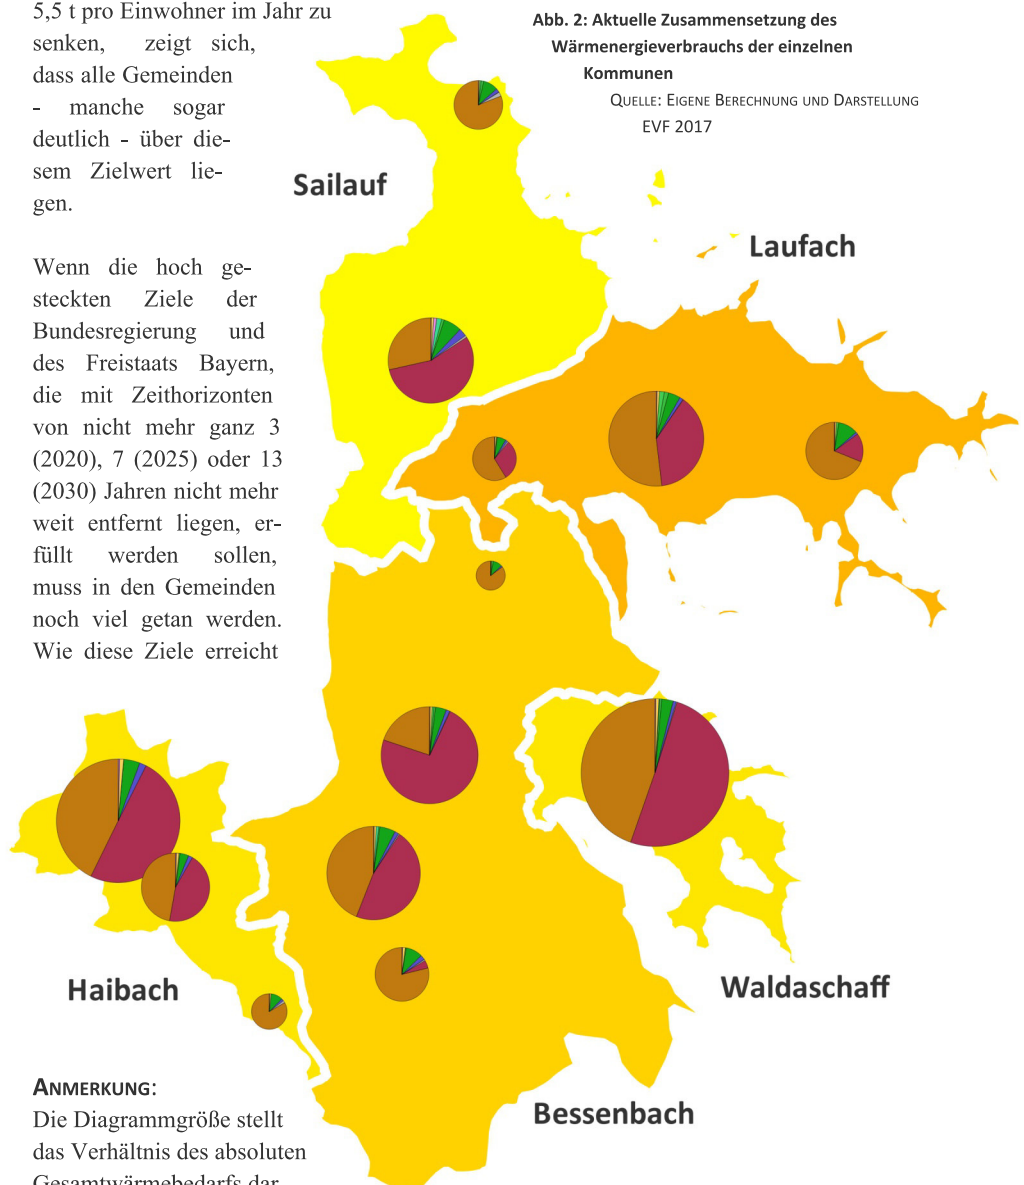 5,5 t pro Einwohner im Jahr zu
senken, zeigt sich,
dass alle Gemeinden
- manche sogar
deutlich - über die-
sem Zielwert lie-
gen.
Wenn die hoch ge-
steckten Ziele der
Bundesregierung und
des Freistaats Bayern,
die mit Zeithorizonten
von nicht mehr ganz 3
(2020), 7 (2025) oder 13
(2030) Jahren nicht mehr
weit entfernt liegen, er-
füllt werden sollen,
muss in den Gemeinden
noch viel getan werden.
Wie diese Ziele erreicht
Abb. 2: Aktuelle Zusammensetzung des
Wärmenergieverbrauchs der einzelnen
Kommunen
QUELLE: EIGENE BERECHNUNG UND DARSTELLUNG
EVF 2017
Sailauf
Laufach
Haibach
Waldaschaff
Bessenbach
ANMERKUNG:
Die Diagrammgröße stellt
das Verhältnis des absoluten
Gesamtwärmebedarfs dar